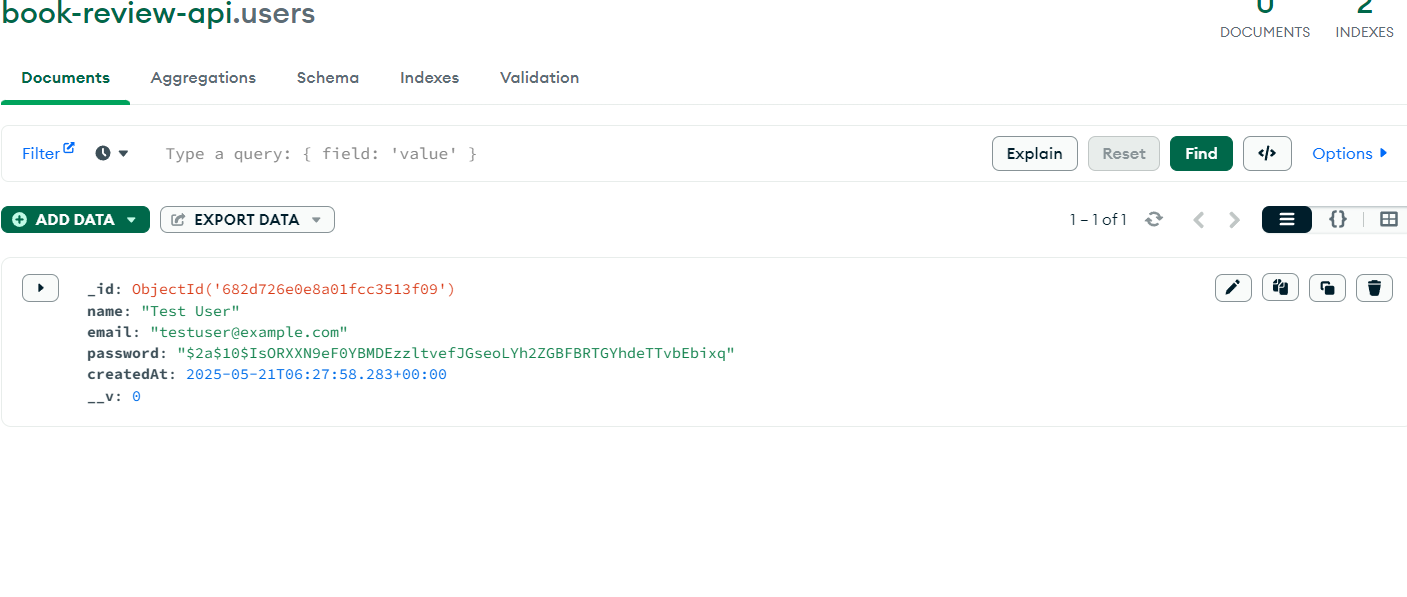 book-review-api.users
0 2
DOCUMENTS INDEXES
Documents Aggregations Schema Indexes Validation
Filter Type a query: { field: 'value' } Explain Reset Find </> Options
ADD DATA EXPORT DATA 1 – 1 of 1 {}
_id: ObjectId('682d726e0e8a01fcc3513f09')
name: "Test User"
email: "testuser@example.com"
password: "$2a$10$IsORXXN9eF0YBMDEzzltvefJGseoLYh2ZGBFBRTGYhdeTTvbEbixq"
createdAt: 2025-05-21T06:27:58.283+00:00
__v: 0